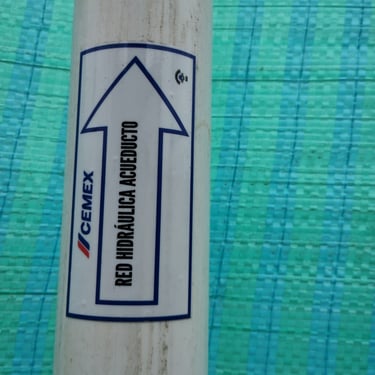 CEMEX
RED HIDRÁULICA ACUEDUCTO